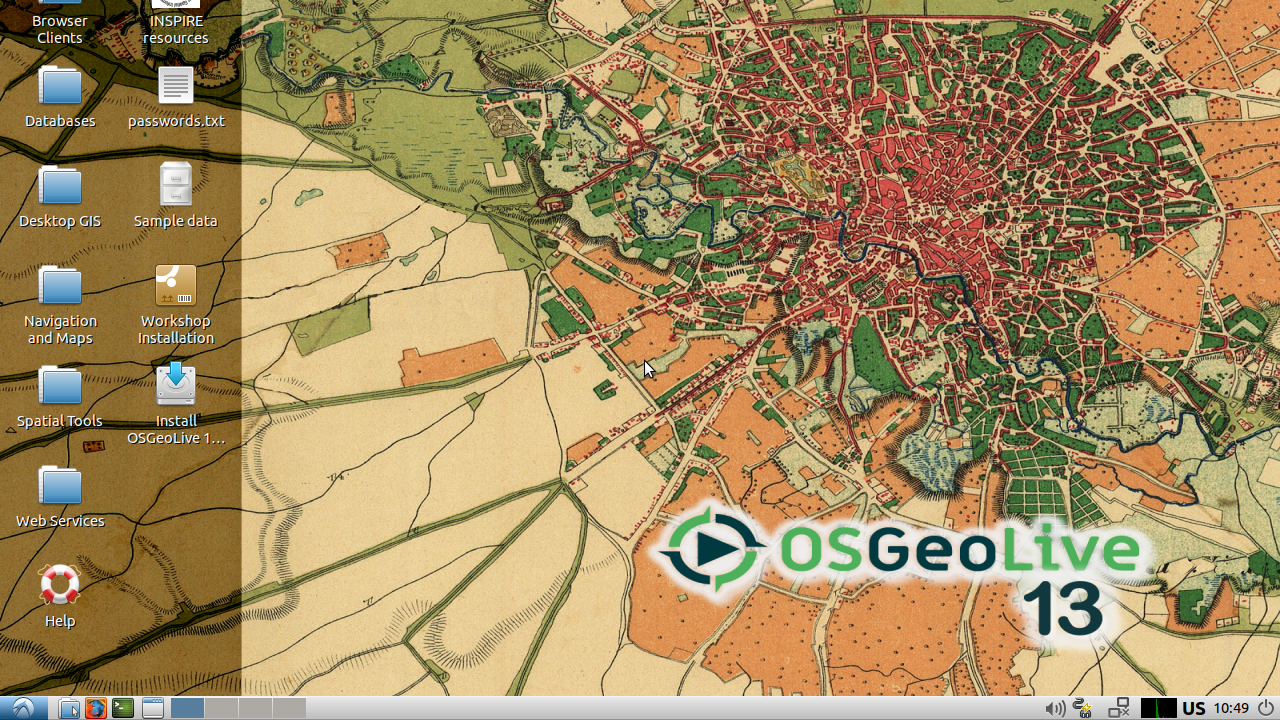 Browser
Clients
INSPIRE
resources
Databases
passwords.txt
Desktop GIS
Sample data
Navigation
and Maps
Workshop
Installation
Spatial Tools
Install
OSGeoLive 1...
Web Services
Help
OSGeoLive
13
US
10:49